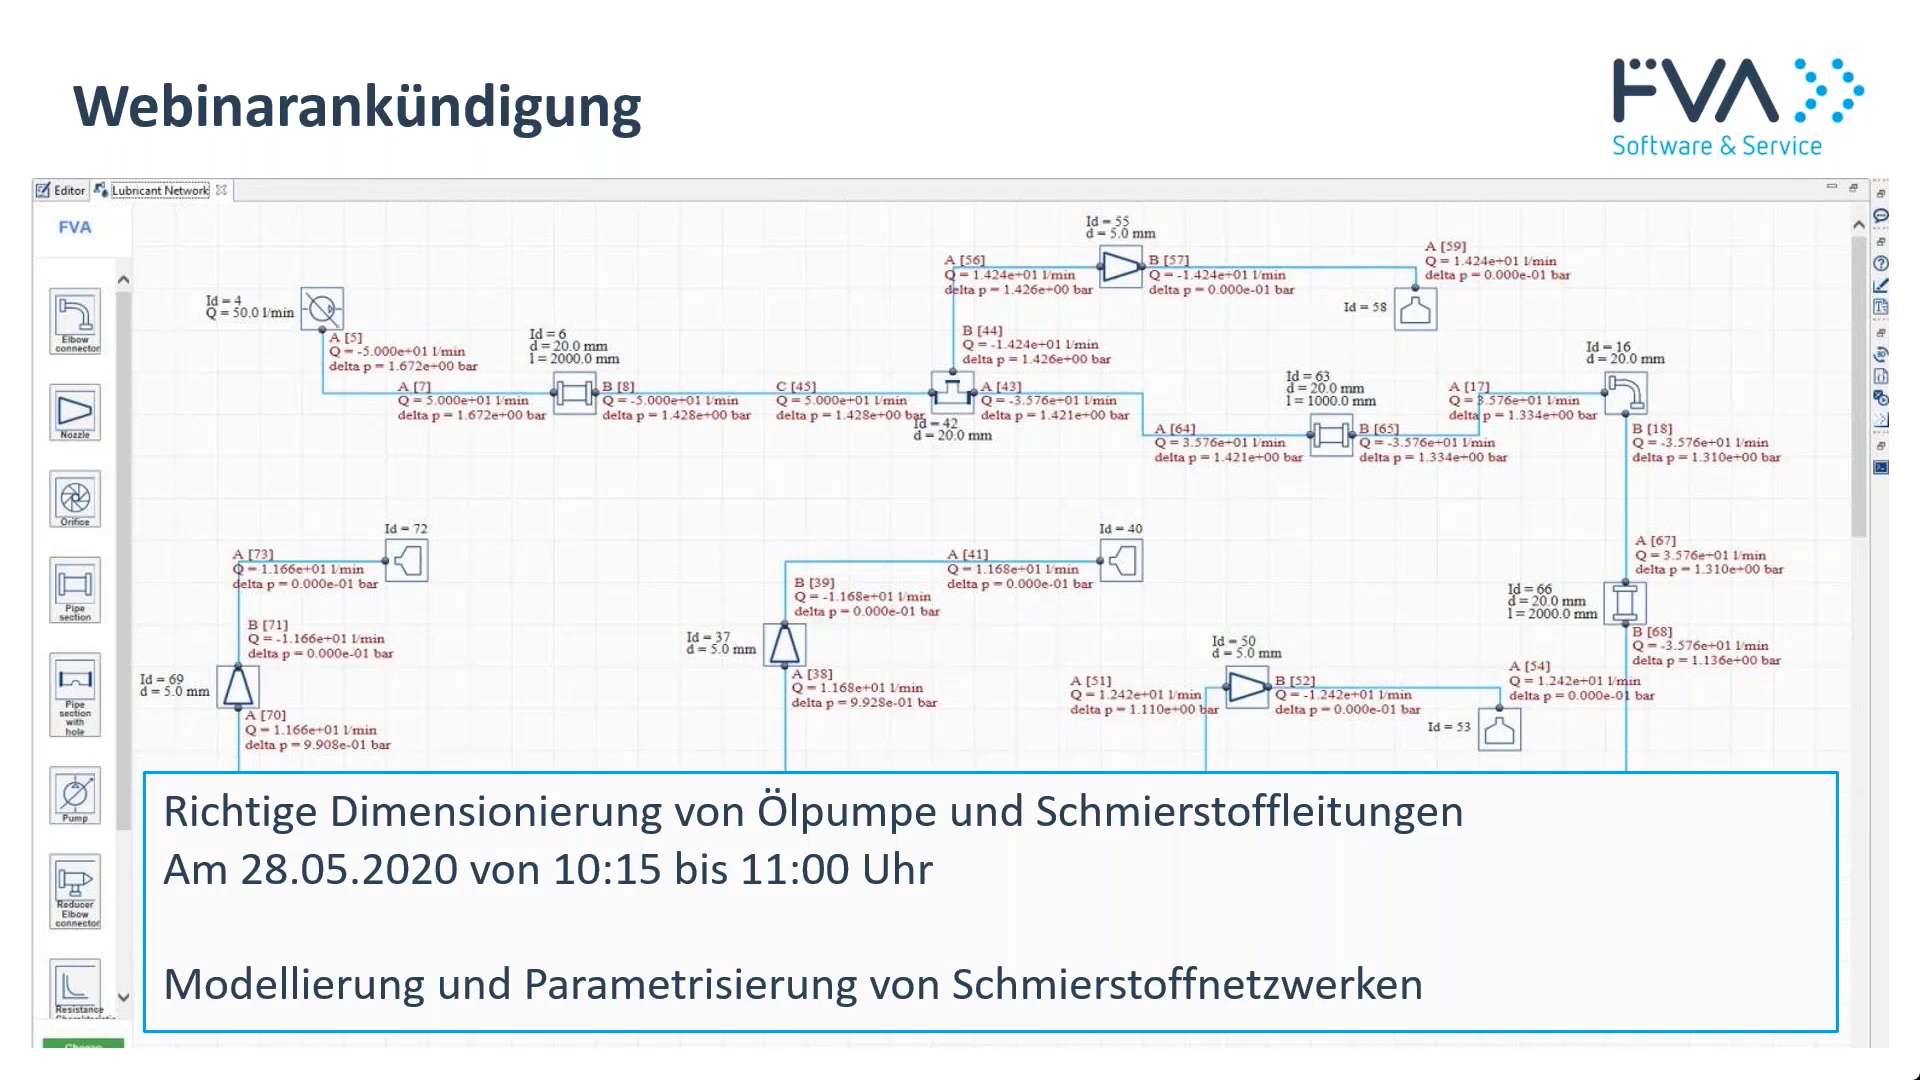 Webinarankündigung
FVA
Software & Service
Editor
Lubricant Network
FVA
Elbow
connector
Nozzle
Orifice
Pipe
section
Pipe
section
with
hole
Pump
Reducer
Elbow
connector
Resistance
Id = 4
Q = 50.0 l/min
A [5]
Q = -5.000e+01 l/min
delta p = 1.672e+00 bar
A [7]
Q = 5.000e+01 l/min
delta p = 1.672e+00 bar
Id = 6
d = 20.0 mm
l = 2000.0 mm
B [8]
Q = -5.000e+01 l/min
delta p = 1.428e+00 bar
C [45]
Q = 5.000e+01 l/min
delta p = 1.428e+00 bar
Id = 42
d = 20.0 mm
A [43]
Q = -3.576e+01 l/min
delta p = 1.421e+00 bar
B [44]
Q = -1.424e+01 l/min
delta p = 1.426e+00 bar
A [56]
Q = 1.424e+01 l/min
delta p = 1.426e+00 bar
Id = 55
d = 5.0 mm
B [57]
Q = -1.424e+01 l/min
delta p = 0.000e-01 bar
A [59]
Q = 1.424e+01 l/min
delta p = 0.000e-01 bar
Id = 58
A [64]
Q = 3.576e+01 l/min
delta p = 1.421e+00 bar
Id = 63
d = 20.0 mm
l = 1000.0 mm
B [65]
Q = -3.576e+01 l/min
delta p = 1.334e+00 bar
A [17]
Q = 3.576e+01 l/min
delta p = 1.334e+00 bar
Id = 16
d = 20.0 mm
B [18]
Q = -3.576e+01 l/min
delta p = 1.310e+00 bar
A [67]
Q = 3.576e+01 l/min
delta p = 1.310e+00 bar
Id = 66
d = 20.0 mm
l = 2000.0 mm
B [68]
Q = -3.576e+01 l/min
delta p = 1.136e+00 bar
Id = 72
A [73]
Q = 1.166e+01 l/min
delta p = 0.000e-01 bar
B [71]
Q = -1.166e+01 l/min
delta p = 0.000e-01 bar
Id = 69
d = 5.0 mm
A [70]
Q = 1.166e+01 l/min
delta p = 9.908e-01 bar
Id = 40
A [41]
Q = 1.168e+01 l/min
delta p = 0.000e-01 bar
B [39]
Q = -1.168e+01 l/min
delta p = 0.000e-01 bar
Id = 37
d = 5.0 mm
A [38]
Q = 1.168e+01 l/min
delta p = 9.928e-01 bar
Id = 50
d = 5.0 mm
A [51]
Q = 1.242e+01 l/min
delta p = 1.110e+00 bar
B [52]
Q = -1.242e+01 l/min
delta p = 0.000e-01 bar
A [54]
Q = 1.242e+01 l/min
delta p = 0.000e-01 bar
Id = 53
Richtige Dimensionierung von Ölpumpe und Schmierstoffleitungen
Am 28.05.2020 von 10:15 bis 11:00 Uhr
Modellierung und Parametrisierung von Schmierstoffnetzwerken